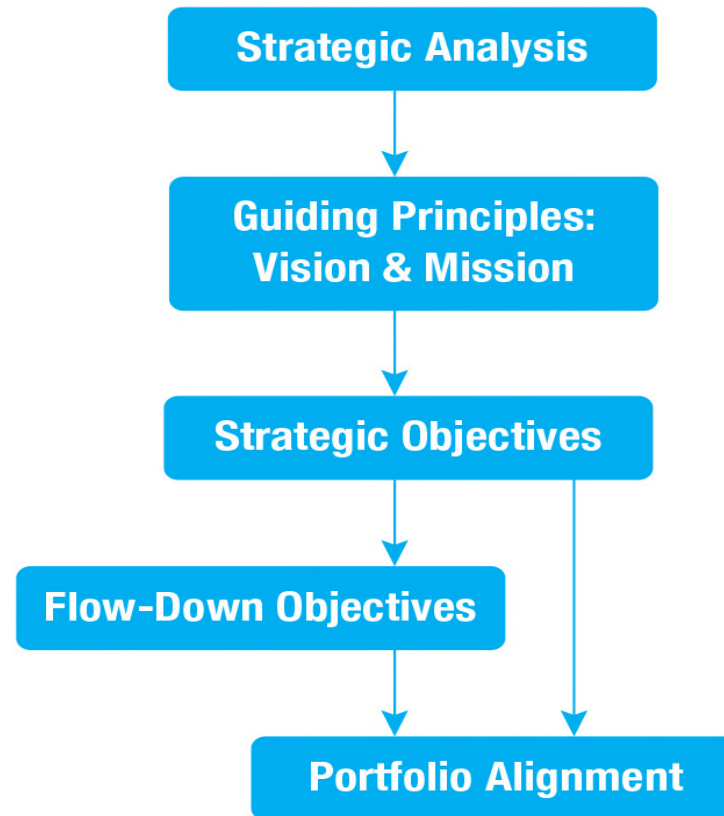 Strategic Analysis
Guiding Principles:
Vision & Mission
Strategic Objectives
Flow-Down Objectives
Portfolio Alignment